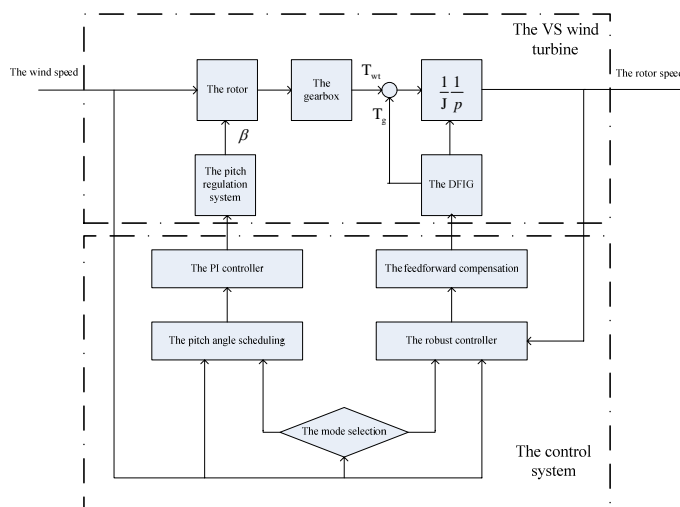 The VS wind
turbine
The wind speed
The rotor
The
gearbox
T_wt
T_g
1/J 1/p
The rotor speed
β
The pitch
regulation
system
The DFIG
The PI controller
The feedforward compensation
The pitch angle scheduling
The robust controller
The mode selection
The control
system